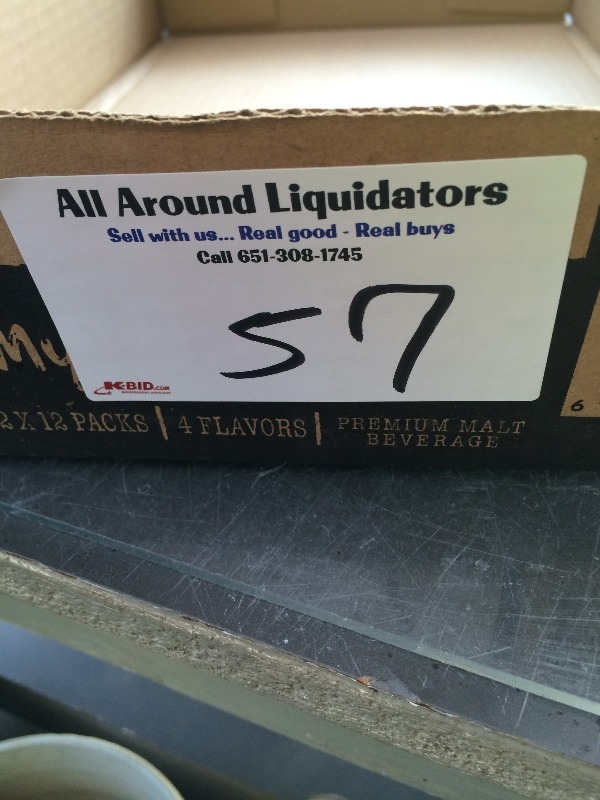 All Around Liquidators
Sell with us... Real good - Real buys
Call 651-308-1745
57
K-BID.COM
2 X 12 PACKS | 4 FLAVORS | PREMIUM MALT
BEVERAGE
6